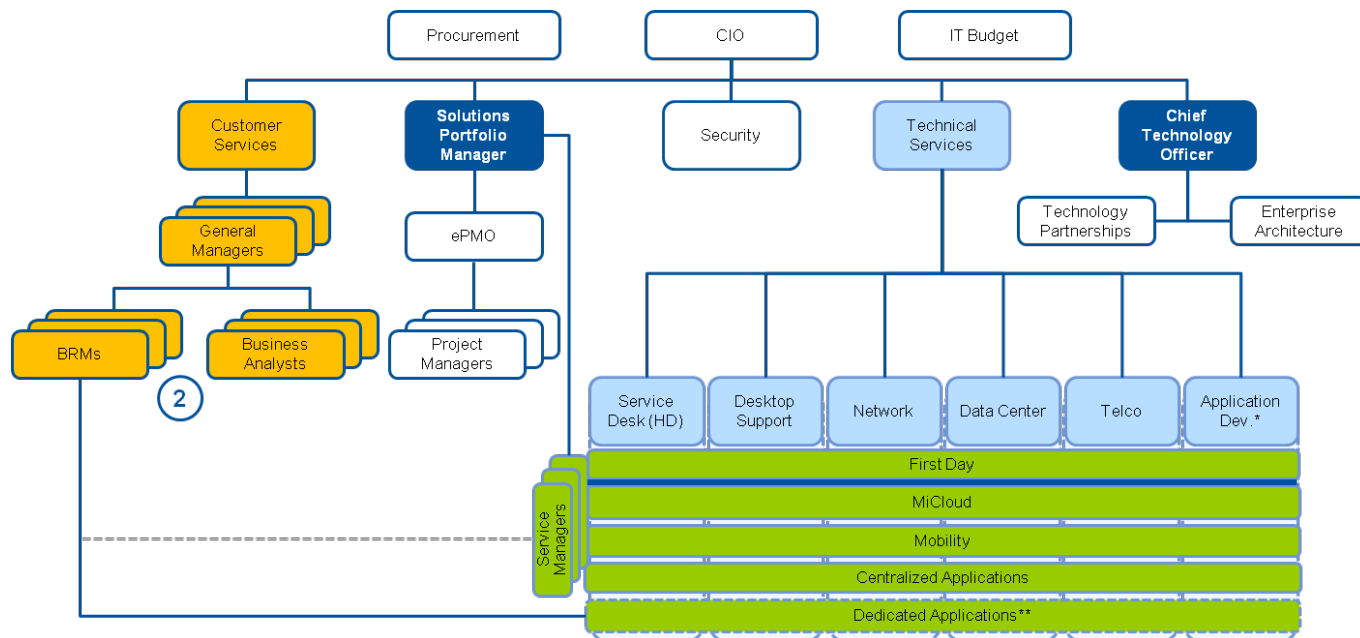 Procurement
CIO
IT Budget
Customer
Services
Solutions
Portfolio
Manager
Security
Technical
Services
Chief
Technology
Officer
General
Managers
ePMO
Technology
Partnerships
Enterprise
Architecture
BRMs
Business
Analysts
Project
Managers
2
Service
Desk (HD)
Desktop
Support
Network
Data Center
Telco
Application
Dev.*
Service
Managers
First Day
MiCloud
Mobility
Centralized Applications
Dedicated Applications**